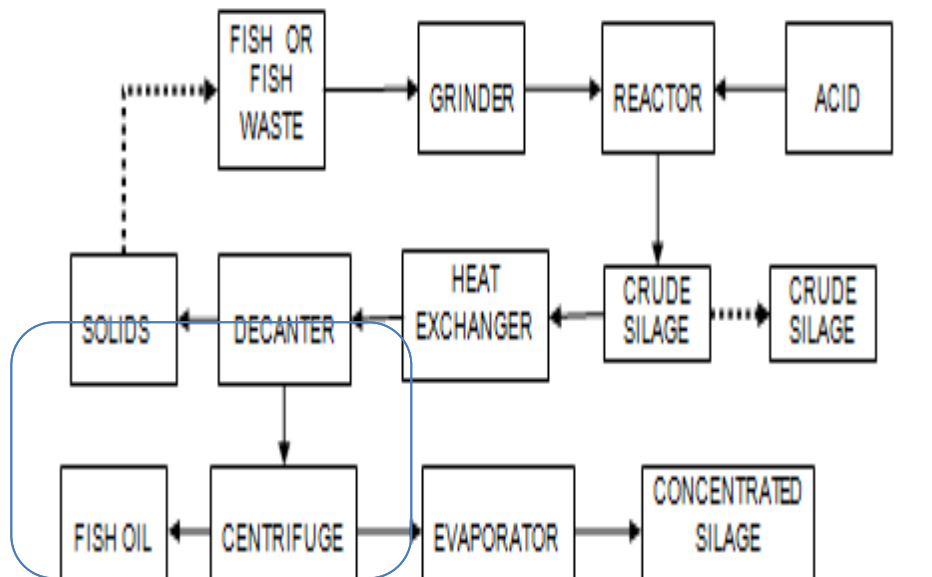 FISH OR
FISH
WASTE
GRINDER
REACTOR
ACID
SOLIDS
DECANTER
HEAT
EXCHANGER
CRUDE
SILAGE
CRUDE
SILAGE
FISH OIL
CENTRIFUGE
EVAPORATOR
CONCENTRATED
SILAGE